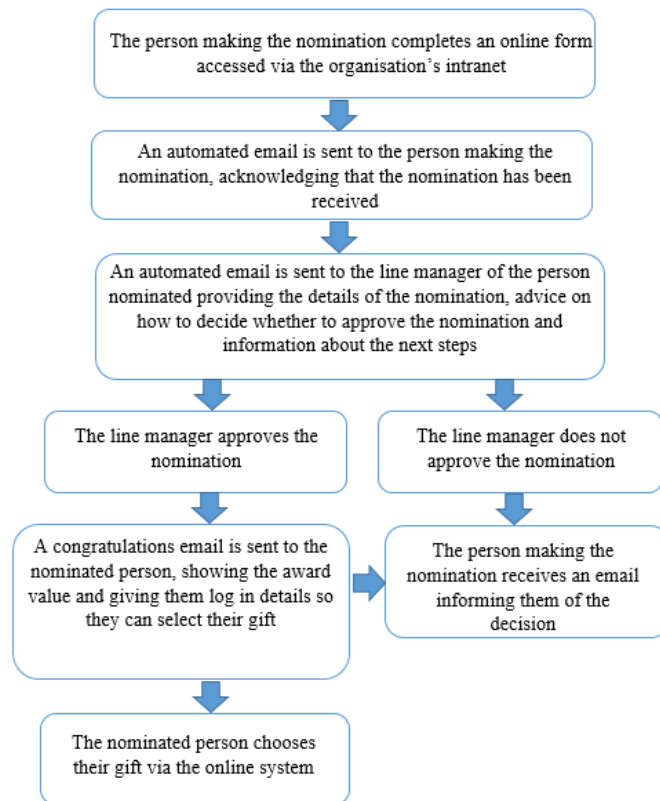 The person making the nomination completes an online form
accessed via the organisation's intranet
An automated email is sent to the person making the
nomination, acknowledging that the nomination has been
received
An automated email is sent to the line manager of the person
nominated providing the details of the nomination, advice on
how to decide whether to approve the nomination and
information about the next steps
The line manager approves the
nomination
The line manager does not
approve the nomination
A congratulations email is sent to the
nominated person, showing the award
value and giving them log in details so
they can select their gift
The person making the
nomination receives an email
informing them of the
decision
The nominated person chooses
their gift via the online system